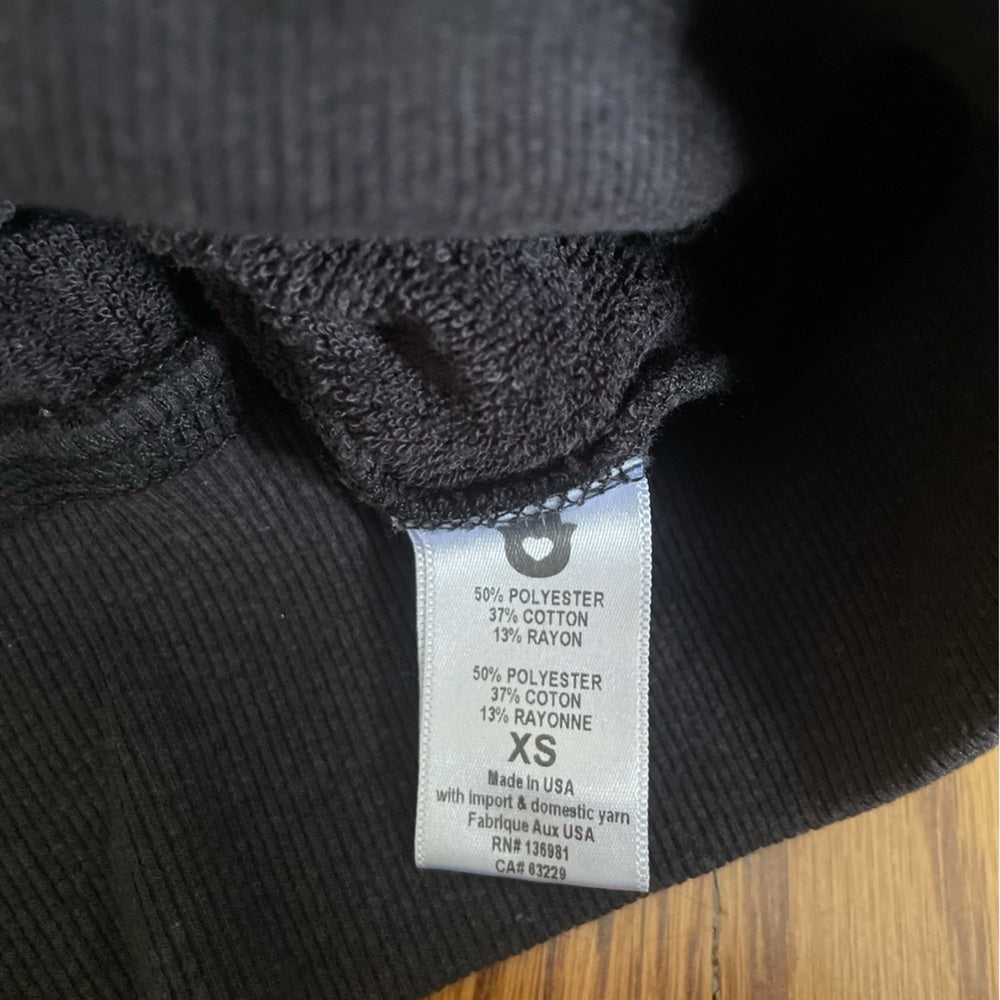 50% POLYESTER
37% COTTON
13% RAYON
50% POLYESTER
37% COTON
13% RAYONNE
XS
Made In USA
with Import & domestic yarn
Fabrique Aux USA
RN# 136981
CA# 63229